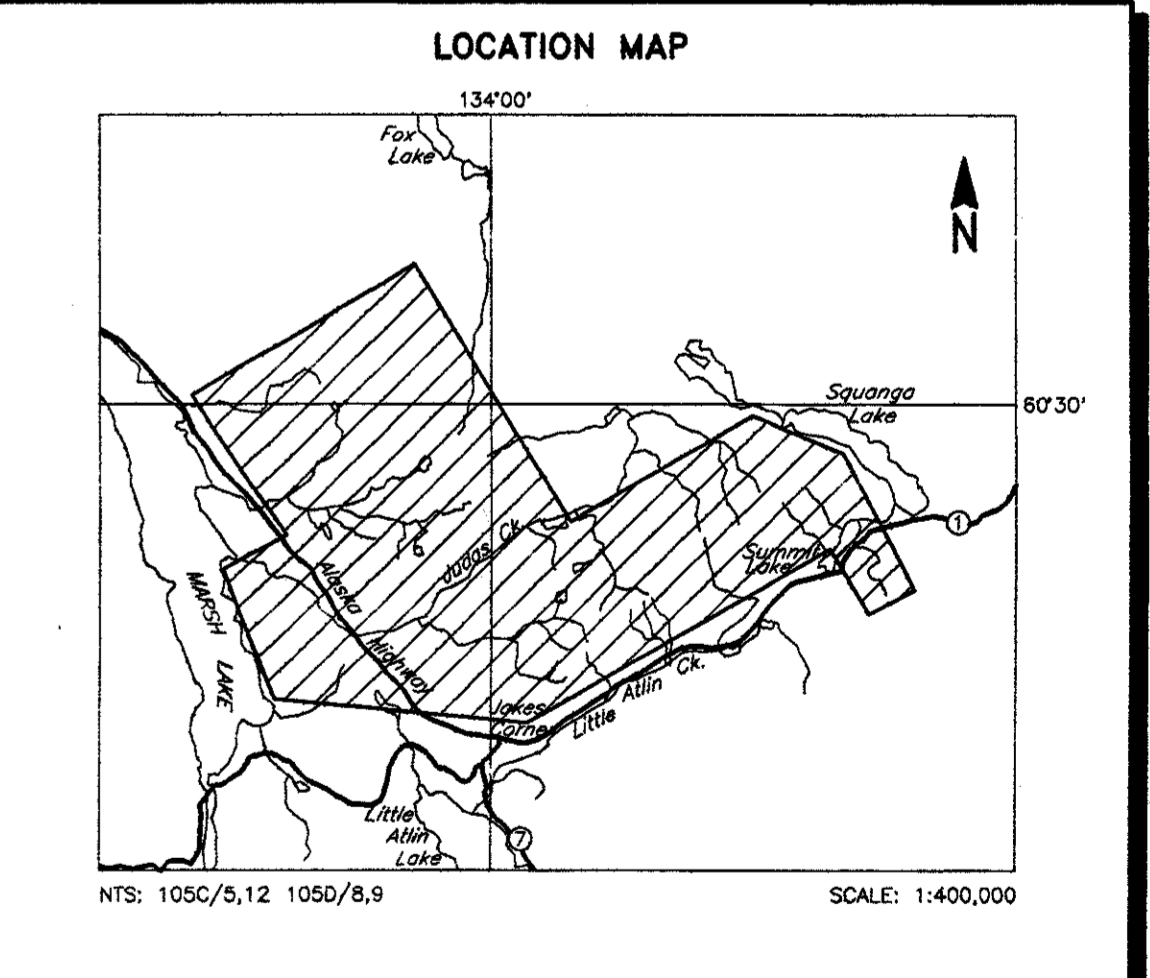 LOCATION MAP
134°00'
Fox
Lake
N
Squanga
Lake
60°30'
1
Judas Ck.
Summit
Lake
Alaska
Highway
MARSH
LAKE
Jakes
Corner
Little Atlin Ck.
Little
Atlin
Lake
7
NTS: 105C/5,12 105D/8,9
SCALE: 1:400,000